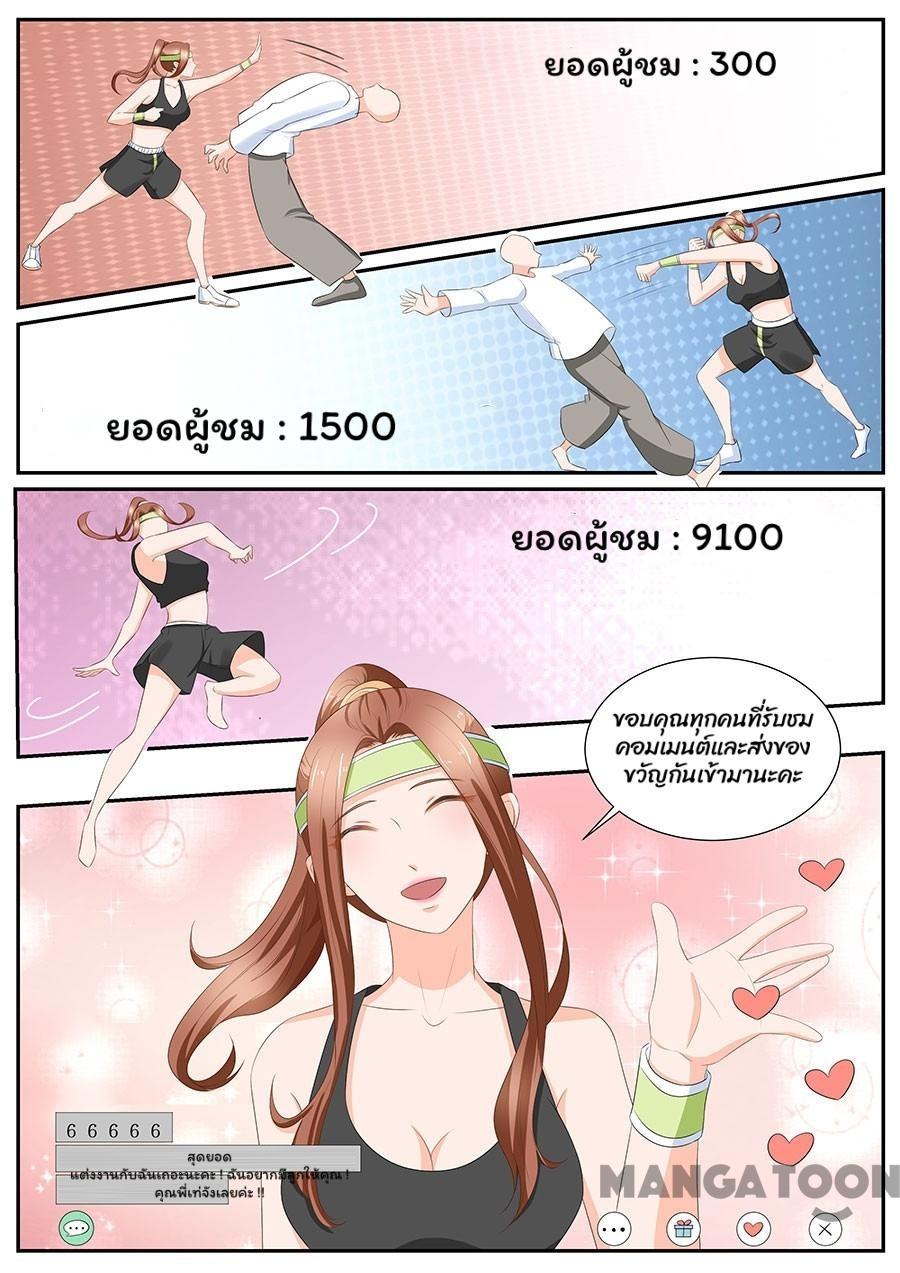 ยอดผู้ชม : 300
ยอดผู้ชม : 1500
ยอดผู้ชม : 9100
ขอบคุณทุกคนที่รับชม
คอมเมนต์และส่งของ
ขวัญกันเข้ามานะคะ
6 6 6 6 6
สุดยอด
แต่งงานกับฉันเถอะนะคะ ! ฉันอยากมีลูกให้คุณ !
คุณพี่เท่จังเลยค่ะ !!
MANGATOON